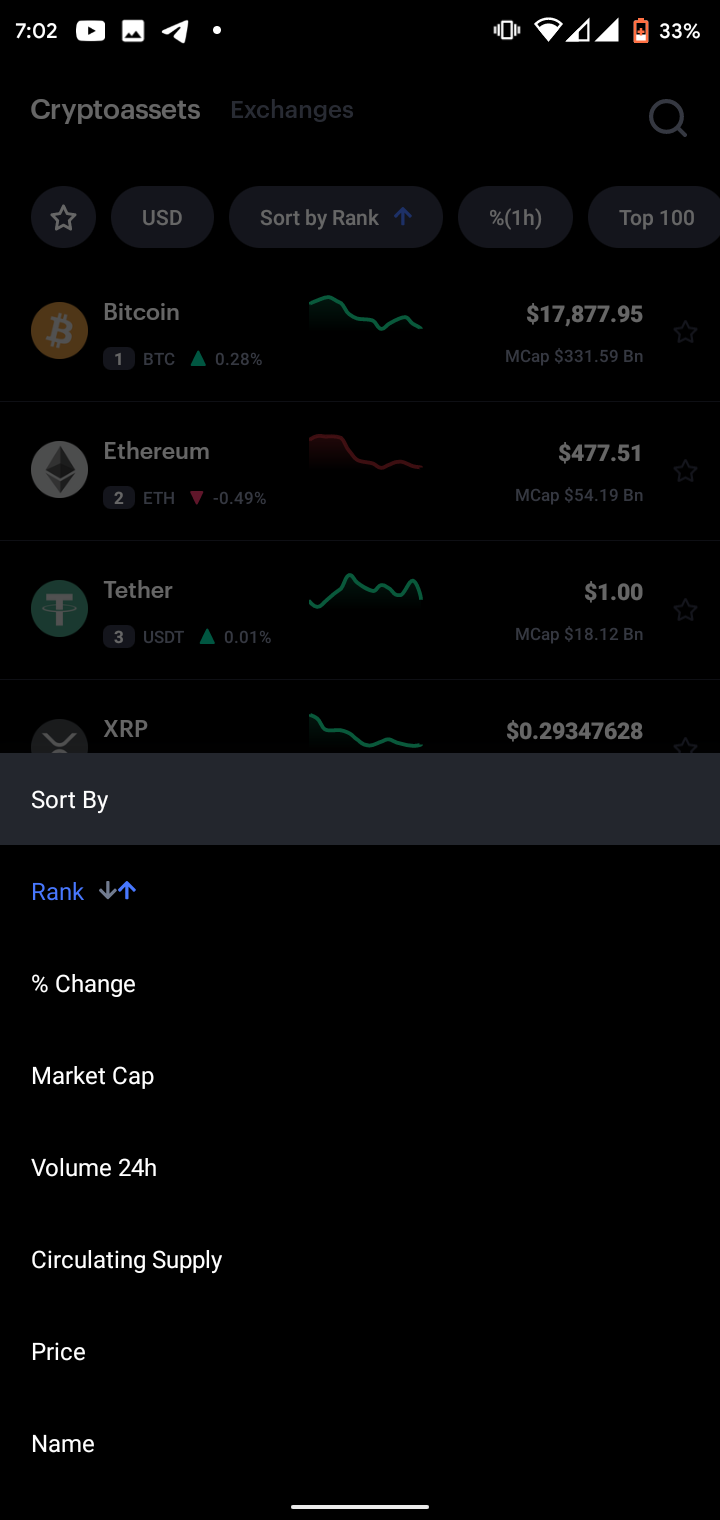 7:02 33%
Cryptoassets Exchanges
USD Sort by Rank %(1h) Top 100
Bitcoin $17,877.95
1 BTC 0.28% MCap $331.59 Bn
Ethereum $477.51
2 ETH -0.49% MCap $54.19 Bn
Tether $1.00
3 USDT 0.01% MCap $18.12 Bn
XRP $0.29347628
Sort By
Rank
% Change
Market Cap
Volume 24h
Circulating Supply
Price
Name